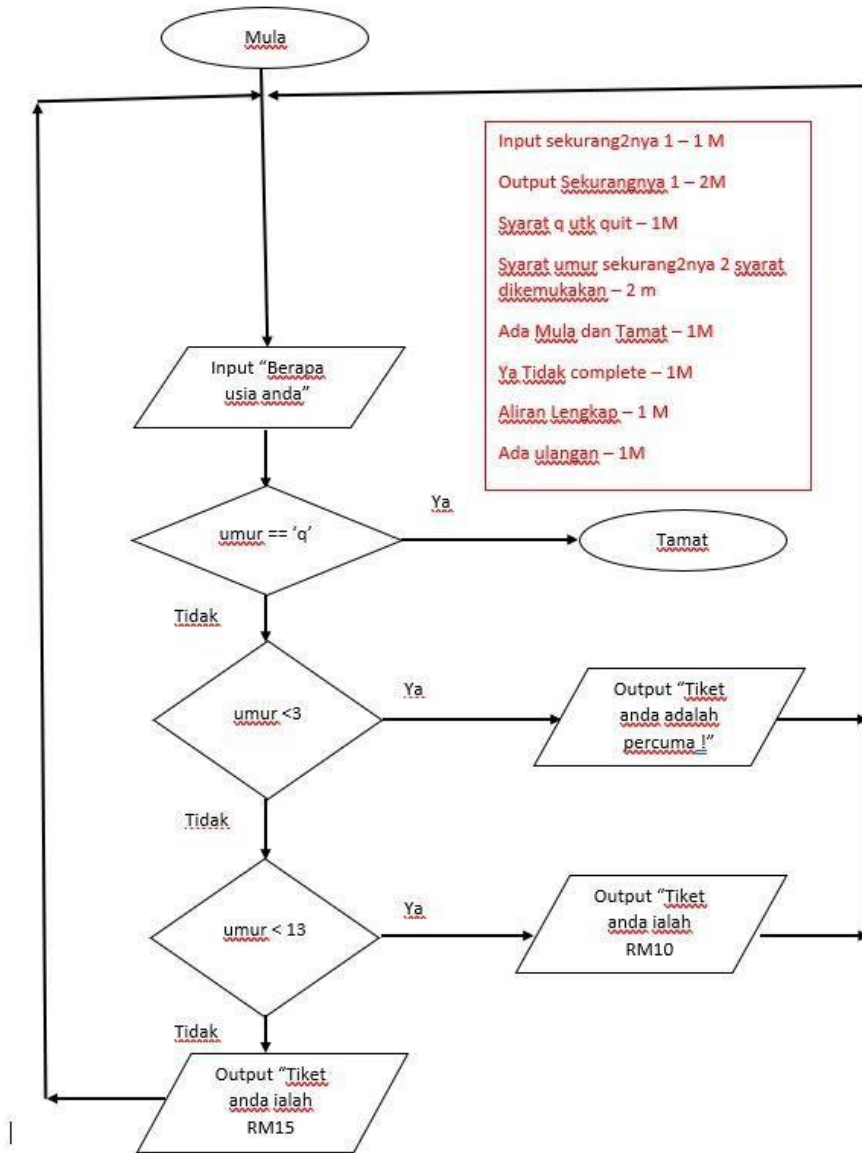 Mula
Input sekurang2nya 1 – 1 M
Output Sekurangnya 1 – 2M
Syarat q utk quit – 1M
Syarat umur sekurang2nya 2 syarat
dikemukakan – 2 m
Ada Mula dan Tamat – 1M
Ya Tidak complete – 1M
Aliran Lengkap – 1 M
Ada ulangan – 1M
Input “Berapa
usia anda”
umur == ‘q’
Ya
Tamat
Tidak
umur <3
Ya
Output “Tiket
anda adalah
percuma !”
Tidak
umur < 13
Ya
Output “Tiket
anda ialah
RM10
Tidak
Output “Tiket
anda ialah
RM15